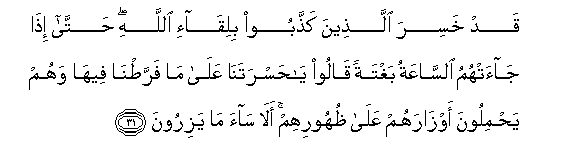 قَدْ خَسِرَ ٱلَّذِينَ كَذَّبُوا۟ بِلِقَآءِ ٱللَّهِ ۖ حَتَّىٰٓ إِذَا
جَآءَتْهُمُ ٱلسَّاعَةُ بَغْتَةً قَالُوا۟ يَـٰحَسْرَتَنَا عَلَىٰ مَا فَرَّطْنَا فِيهَا وَهُمْ
يَحْمِلُونَ أَوْزَارَهُمْ عَلَىٰ ظُهُورِهِمْ ۚ أَلَا سَآءَ مَا يَزِرُونَ ﴿٣١﴾